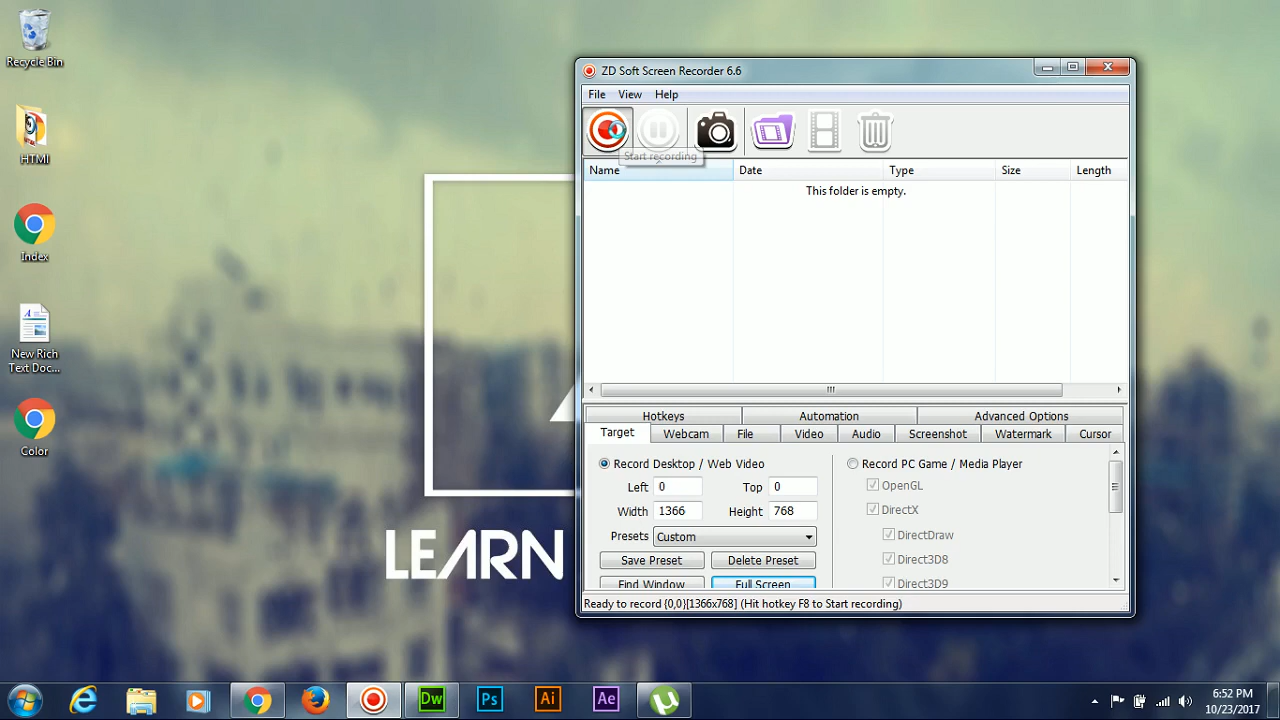 Recycle Bin
HTMl
Index
New Rich
Text Doc...
Color
LEARN
ZD Soft Screen Recorder 6.6
File View Help
Start recording
Name Date Type Size Length
This folder is empty.
Hotkeys Automation Advanced Options
Target Webcam File Video Audio Screenshot Watermark Cursor
Record Desktop / Web Video Record PC Game / Media Player
Left 0 Top 0 OpenGL
Width 1366 Height 768 DirectX
Presets Custom DirectDraw
Save Preset Delete Preset Direct3D8
Find Window Full Screen Direct3D9
Ready to record {0,0}[1366x768] (Hit hotkey F8 to Start recording)
Dw Ps Ai Ae
6:52 PM
10/23/2017